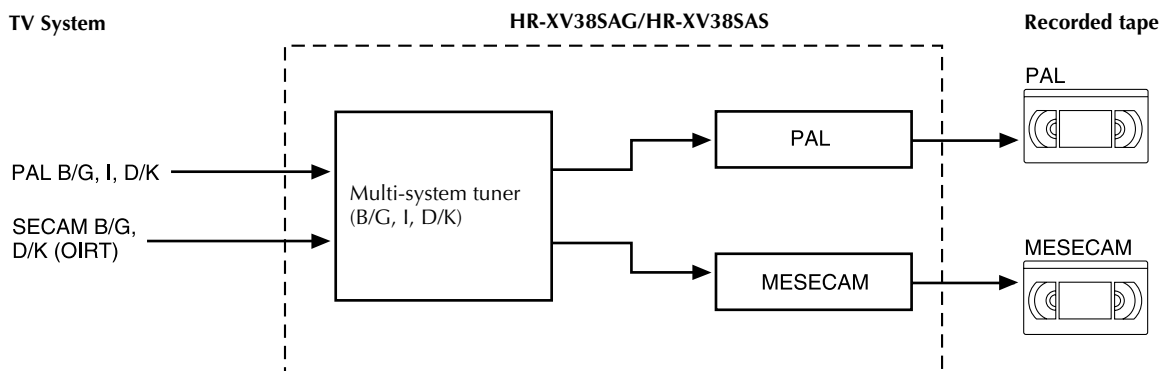 TV System
HR-XV38SAG/HR-XV38SAS
Recorded tape
PAL B/G, I, D/K
SECAM B/G,
D/K (OIRT)
Multi-system tuner
(B/G, I, D/K)
PAL
MESECAM
PAL
MESECAM